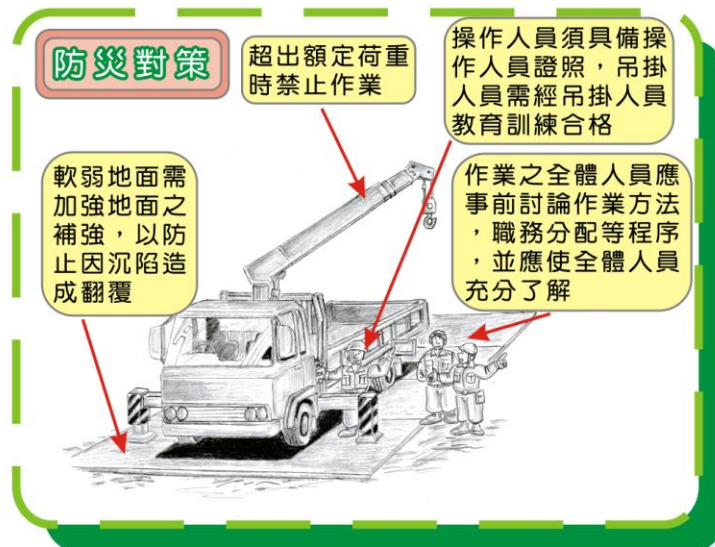 防災對策
超出額定荷重
時禁止作業
操作人員須具備操
作人員證照，吊掛
人員需經吊掛人員
教育訓練合格
軟弱地面需
加強地面之
補強，以防
止因沉陷造
成翻覆
作業之全體人員應
事前討論作業方法
，職務分配等程序
，並應使全體人員
充分了解